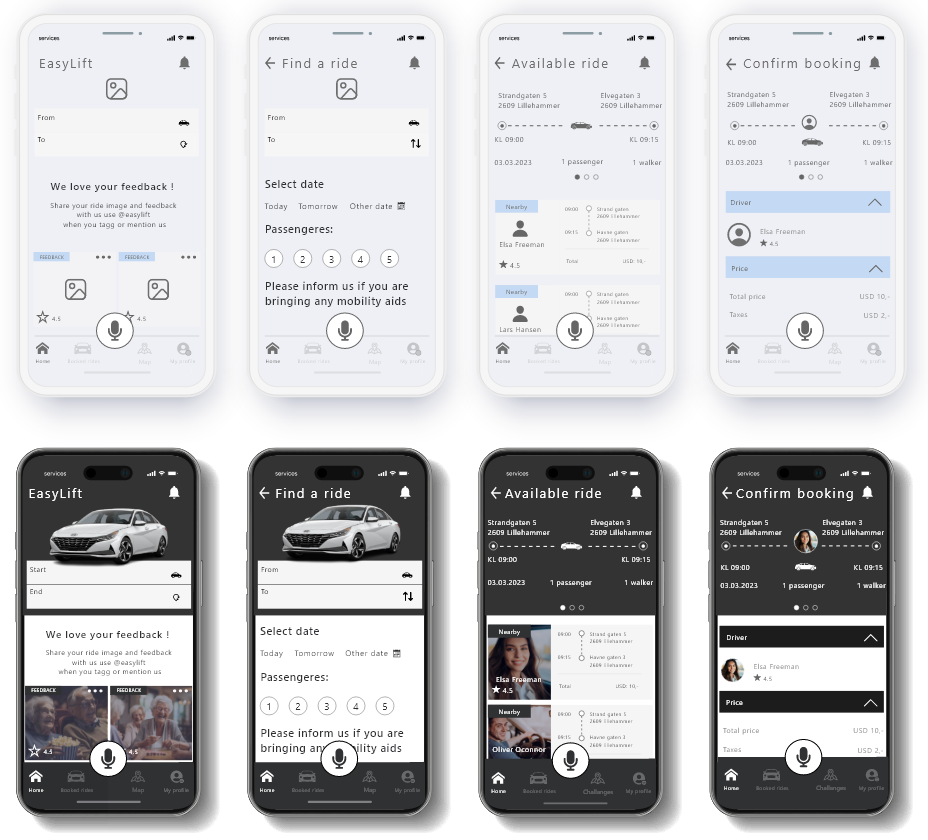 services
EasyLift
From
To
We love your feedback !
Share your ride image and feedback
with us use @easylift
when you tagg or mention us
FEEDBACK
FEEDBACK
4.5
4.5
Home
Booked rides
Map
My profile
services
Find a ride
From
To
Select date
Today Tomorrow Other date
Passengeres:
1 2 3 4 5
Please inform us if you are
bringing any mobility aids
Home
Booked rides
Map
My profile
services
Available ride
Strandgaten 5 Elvegaten 3
2609 Lillehammer 2609 Lillehammer
KL 09:00 KL 09:15
03.03.2023 1 passenger 1 walker
Nearby
09:00 Strand gaten
2609 Lillehammer
09:15 Havne gaten
2609 Lillehammer
Elsa Freeman
4.5
Total USD 10,-
Nearby
09:00 Strand gaten
2609 Lillehammer
Havne gaten
2609 Lillehammer
Lars Hansen
Home
Booked rides
Map
My profile
services
Confirm booking
Strandgaten 5 Elvegaten 3
2609 Lillehammer 2609 Lillehammer
KL 09:00 KL 09:15
03.03.2023 1 passenger 1 walker
Driver
Elsa Freeman
4.5
Price
Total price USD 10,-
Taxes USD 2,-
Home
Booked rides
Map
My profile
services
EasyLift
Start
End
We love your feedback !
Share your ride image and feedback
with us use @easylift
when you tagg or mention us
FEEDBACK
FEEDBACK
4.5
4.5
Home
Booked rides
Map
My profile
services
Find a ride
From
To
Select date
Today Tomorrow Other date
Passengeres:
1 2 3 4 5
Please inform us if you are
bringing any mobility aids
Home
Booked rides
Map
My profile
services
Available ride
Strandgaten 5 Elvegaten 3
2609 Lillehammer 2609 Lillehammer
KL 09:00 KL 09:15
03.03.2023 1 passenger 1 walker
Nearby
09:00 Strand gaten 5
2609 Lillehammer
09:15 Havne gaten 3
2609 Lillehammer
Elsa Freeman
4.5
Total USD 10,-
Nearby
09:00 Strand gaten 5
2609 Lillehammer
Havne gaten 3
2609 Lillehammer
Oliver Oconnor
Home
Booked rides
Challenges
My profile
services
Confirm booking
Strandgaten 5 Elvegaten 3
2609 Lillehammer 2609 Lillehammer
KL 09:00 KL 09:15
03.03.2023 1 passenger 1 walker
Driver
Elsa Freeman
4.5
Price
Total price USD 10,-
Taxes USD 2,-
Home
Booked rides
Challenges
My profile